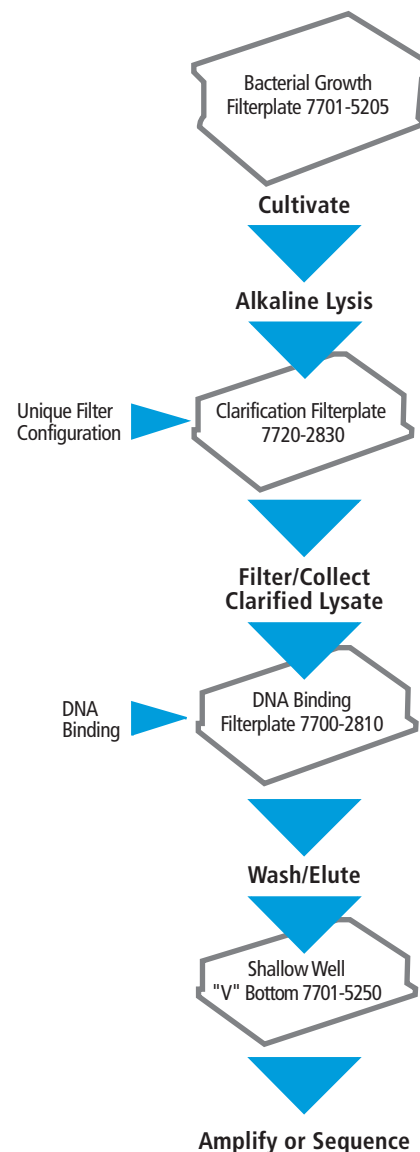 Bacterial Growth
Filterplate 7701-5205
Cultivate
Alkaline Lysis
Unique Filter
Configuration
Clarification Filterplate
7720-2830
Filter/Collect
Clarified Lysate
DNA
Binding
DNA Binding
Filterplate 7700-2810
Wash/Elute
Shallow Well
"V" Bottom 7701-5250
Amplify or Sequence